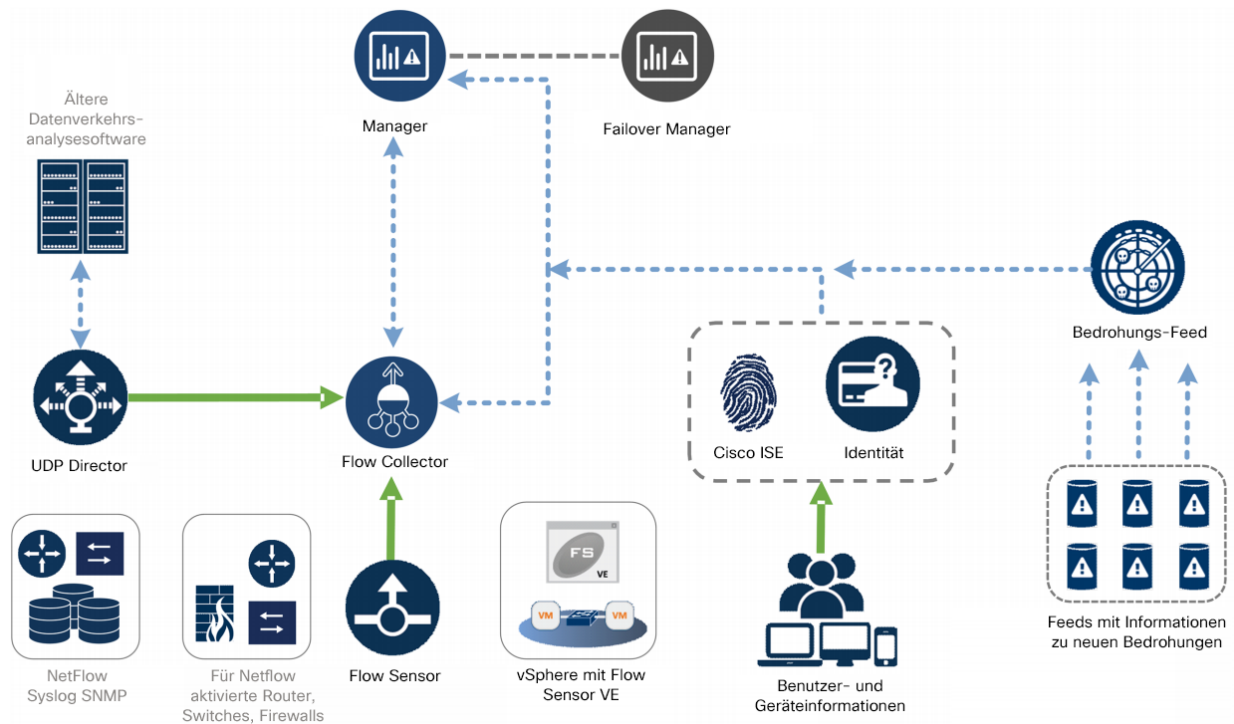 Manager
Failover Manager
Ältere
Datenverkehrs-
analysesoftware
Bedrohungs-Feed
UDP Director
Flow Collector
Cisco ISE
Identität
FS
VE
VM
VM
NetFlow
Syslog SNMP
Für Netflow
aktivierte Router,
Switches, Firewalls
Flow Sensor
vSphere mit Flow
Sensor VE
Benutzer- und
Geräteinformationen
Feeds mit Informationen
zu neuen Bedrohungen